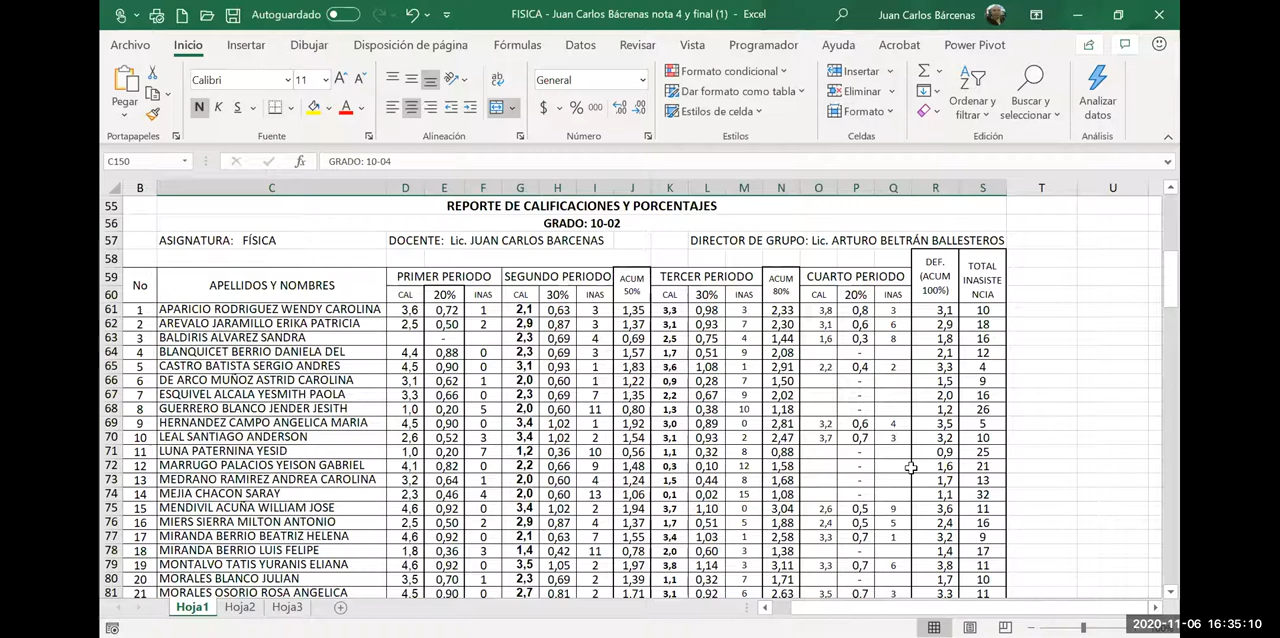 Autoguardado
FISICA - Juan Carlos Bácrenas nota 4 y final (1) - Excel
Juan Carlos Bárcenas
Archivo Inicio Insertar Dibujar Disposición de página Fórmulas Datos Revisar Vista Programador Ayuda Acrobat Power Pivot
Pegar
Calibri 11
N K S
General
$ % 000
Formato condicional
Dar formato como tabla
Estilos de celda
Insertar
Eliminar
Formato
Ordenar y filtrar
Buscar y seleccionar
Analizar datos
Portapapeles Fuente Alineación Número Estilos Celdas Edición Análisis
C150 fx GRADO: 10-04
B C D E F G H I J K L M N O P Q R S T U
55 REPORTE DE CALIFICACIONES Y PORCENTAJES
56 GRADO: 10-02
57 ASIGNATURA: FÍSICA DOCENTE: Lic. JUAN CARLOS BARCENAS DIRECTOR DE GRUPO: Lic. ARTURO BELTRÁN BALLESTEROS
58
59 No APELLIDOS Y NOMBRES PRIMER PERIODO SEGUNDO PERIODO ACUM 50% TERCER PERIODO ACUM 80% CUARTO PERIODO DEF. (ACUM 100%) TOTAL INASISTE NCIA
60 CAL 20% INAS CAL 30% INAS CAL 30% INAS CAL 20% INAS
61 1 APARICIO RODRIGUEZ WENDY CAROLINA 3,6 0,72 1 2,1 0,63 3 1,35 3,3 0,98 3 2,33 3,8 0,8 3 3,1 10
62 2 AREVALO JARAMILLO ERIKA PATRICIA 2,5 0,50 2 2,9 0,87 3 1,37 3,1 0,93 7 2,30 3,1 0,6 6 2,9 18
63 3 BALDIRIS ALVAREZ SANDRA - 2,3 0,69 4 0,69 2,5 0,75 4 1,44 1,6 0,3 8 1,8 16
64 4 BLANQUICET BERRIO DANIELA DEL 4,4 0,88 0 2,3 0,69 3 1,57 1,7 0,51 9 2,08 - 2,1 12
65 5 CASTRO BATISTA SERGIO ANDRES 4,5 0,90 0 3,1 0,93 1 1,83 3,6 1,08 1 2,91 2,2 0,4 2 3,3 4
66 6 DE ARCO MUÑOZ ASTRID CAROLINA 3,1 0,62 1 2,0 0,60 1 1,22 0,9 0,28 7 1,50 - 1,5 9
67 7 ESQUIVEL ALCALA YESMITH PAOLA 3,3 0,66 0 2,3 0,69 7 1,35 2,2 0,67 9 2,02 - 2,0 16
68 8 GUERRERO BLANCO JENDER JESITH 1,0 0,20 5 2,0 0,60 11 0,80 1,3 0,38 10 1,18 - 1,2 26
69 9 HERNANDEZ CAMPO ANGELICA MARIA 4,5 0,90 0 3,4 1,02 1 1,92 3,0 0,89 0 2,81 3,2 0,6 4 3,5 5
70 10 LEAL SANTIAGO ANDERSON 2,6 0,52 3 3,4 1,02 2 1,54 3,1 0,93 2 2,47 3,7 0,7 3 3,2 10
71 11 LUNA PATERNINA YESID 1,0 0,20 7 1,2 0,36 10 0,56 1,1 0,32 8 0,88 - 0,9 25
72 12 MARRUGO PALACIOS YEISON GABRIEL 4,1 0,82 0 2,2 0,66 9 1,48 0,3 0,10 12 1,58 - 1,6 21
73 13 MEDRANO RAMIREZ ANDREA CAROLINA 3,2 0,64 1 2,0 0,60 4 1,24 1,5 0,44 8 1,68 - 1,7 13
74 14 MEJIA CHACON SARAY 2,3 0,46 4 2,0 0,60 13 1,06 0,1 0,02 15 1,08 - 1,1 32
75 15 MENDIVIL ACUÑA WILLIAM JOSE 4,6 0,92 0 3,4 1,02 2 1,94 3,7 1,10 0 3,04 2,6 0,5 9 3,6 11
76 16 MIERS SIERRA MILTON ANTONIO 2,5 0,50 2 2,9 0,87 4 1,37 1,7 0,51 5 1,88 2,4 0,5 5 2,4 16
77 17 MIRANDA BERRIO BEATRIZ HELENA 4,6 0,92 0 2,1 0,63 7 1,55 3,4 1,03 1 2,58 3,3 0,7 1 3,2 9
78 18 MIRANDA BERRIO LUIS FELIPE 1,8 0,36 3 1,4 0,42 11 0,78 2,0 0,60 3 1,38 - 1,4 17
79 19 MONTALVO TATIS YURANIS ELIANA 4,6 0,92 0 3,5 1,05 2 1,97 3,8 1,14 3 3,11 3,3 0,7 6 3,8 11
80 20 MORALES BLANCO JULIAN 3,5 0,70 1 2,3 0,69 2 1,39 1,1 0,32 7 1,71 - 1,7 10
81 21 MORALES OSORIO ROSA ANGELICA 4,5 0,90 0 2,7 0,81 2 1,71 3,1 0,92 6 2,63 3,5 0,7 3 3,3 11
Hoja1 Hoja2 Hoja3
2020-11-06 16:35:10